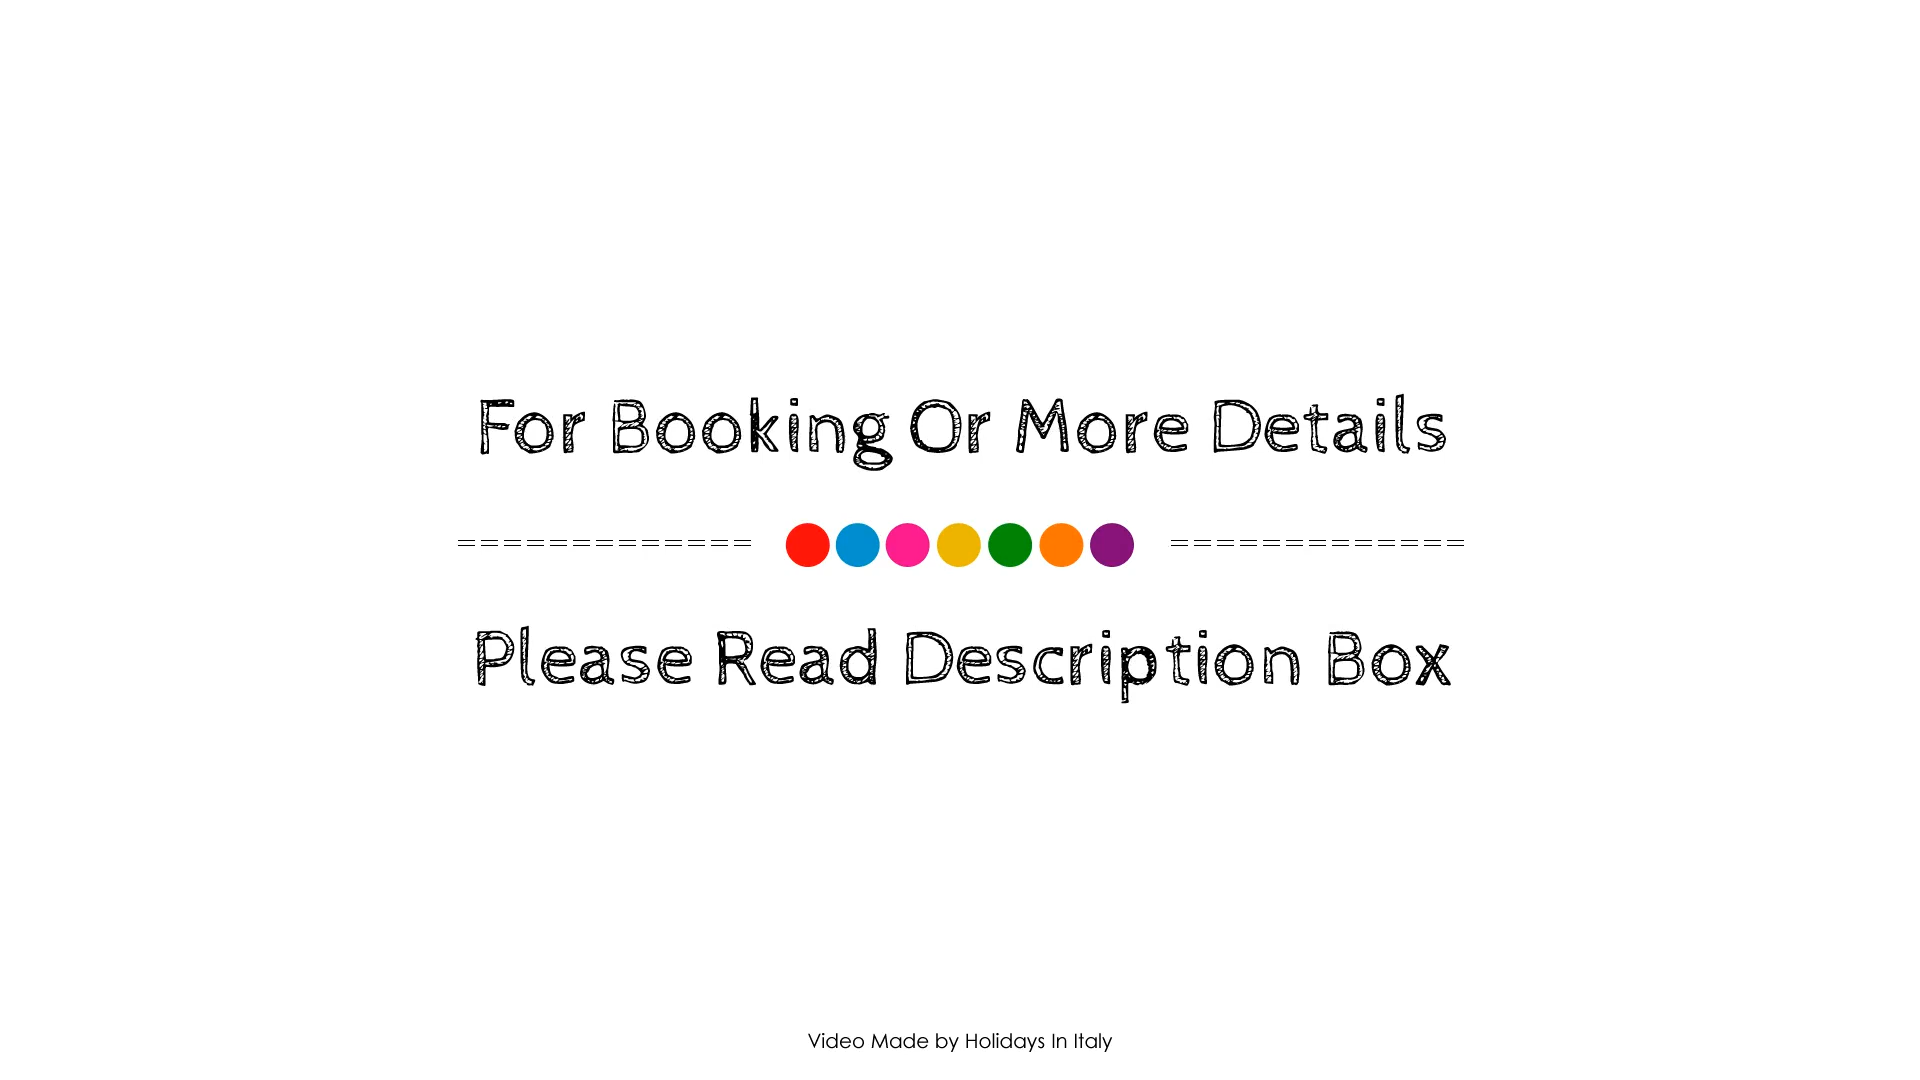 For Booking Or More Details
============= =============
Please Read Description Box
Video Made by Holidays In Italy